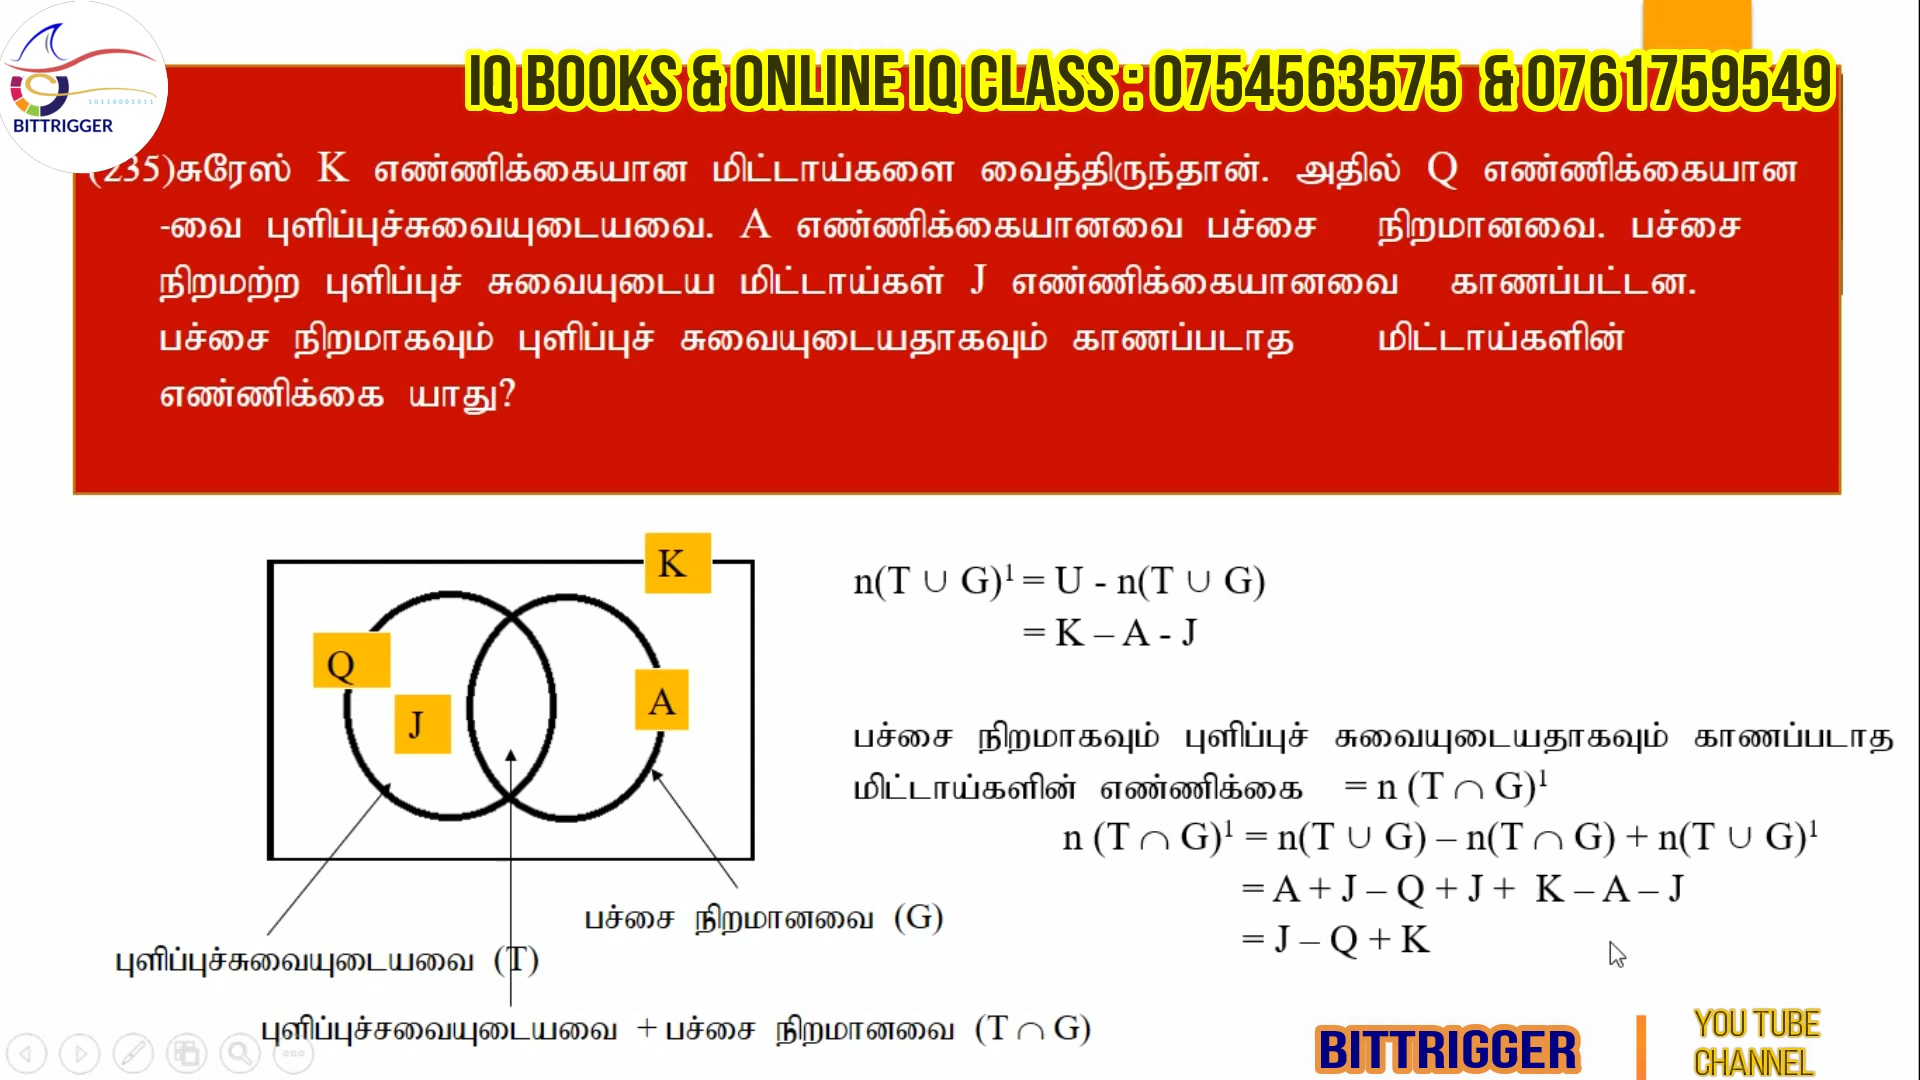 IQ BOOKS & ONLINE IQ CLASS : 0754563575 & 0761759549
10110001011
BITTRIGGER
(235)சுரேஸ் K எண்ணிக்கையான மிட்டாய்களை வைத்திருந்தான். அதில் Q எண்ணிக்கையான
-வை புளிப்புச்சுவையுடையவை. A எண்ணிக்கையானவை பச்சை நிறமானவை. பச்சை
நிறமற்ற புளிப்புச் சுவையுடைய மிட்டாய்கள் J எண்ணிக்கையானவை காணப்பட்டன.
பச்சை நிறமாகவும் புளிப்புச் சுவையுடையதாகவும் காணப்படாத மிட்டாய்களின்
எண்ணிக்கை யாது?
K
Q
J
A
n(T ∪ G)¹ = U - n(T ∪ G)
= K – A - J
பச்சை நிறமாகவும் புளிப்புச் சுவையுடையதாகவும் காணப்படாத
மிட்டாய்களின் எண்ணிக்கை = n (T ∩ G)¹
n (T ∩ G)¹ = n(T ∪ G) – n(T ∩ G) + n(T ∪ G)¹
= A + J – Q + J + K – A – J
= J – Q + K
பச்சை நிறமானவை (G)
புளிப்புச்சுவையுடையவை (T)
புளிப்புச்சவையுடையவை + பச்சை நிறமானவை (T ∩ G)
BITTRIGGER
YOU TUBE
CHANNEL